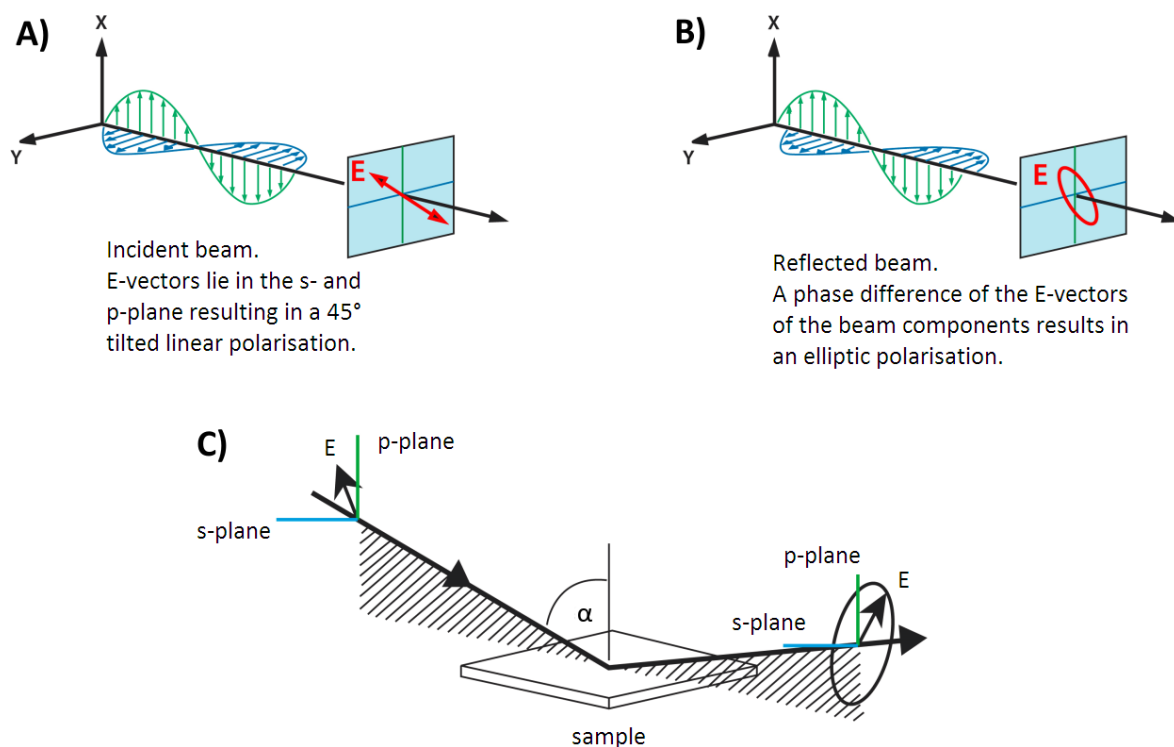 A)
X
Y
E
Incident beam.
E-vectors lie in the s- and
p-plane resulting in a 45°
tilted linear polarisation.
B)
X
Y
E
Reflected beam.
A phase difference of the E-vectors
of the beam components results in
an elliptic polarisation.
C)
E
p-plane
s-plane
α
p-plane
E
s-plane
sample